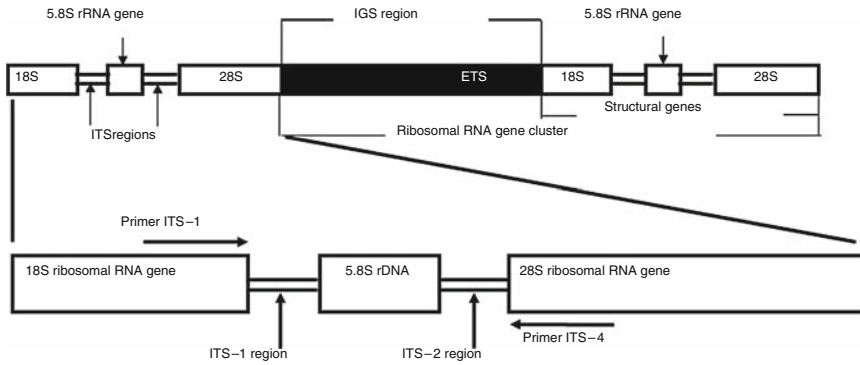 5.8S rRNA gene
IGS region
5.8S rRNA gene
18S
28S
ETS
18S
28S
ITSregions
Structural genes
Ribosomal RNA gene cluster
Primer ITS–1
18S ribosomal RNA gene
5.8S rDNA
28S ribosomal RNA gene
ITS–1 region
ITS–2 region
Primer ITS–4